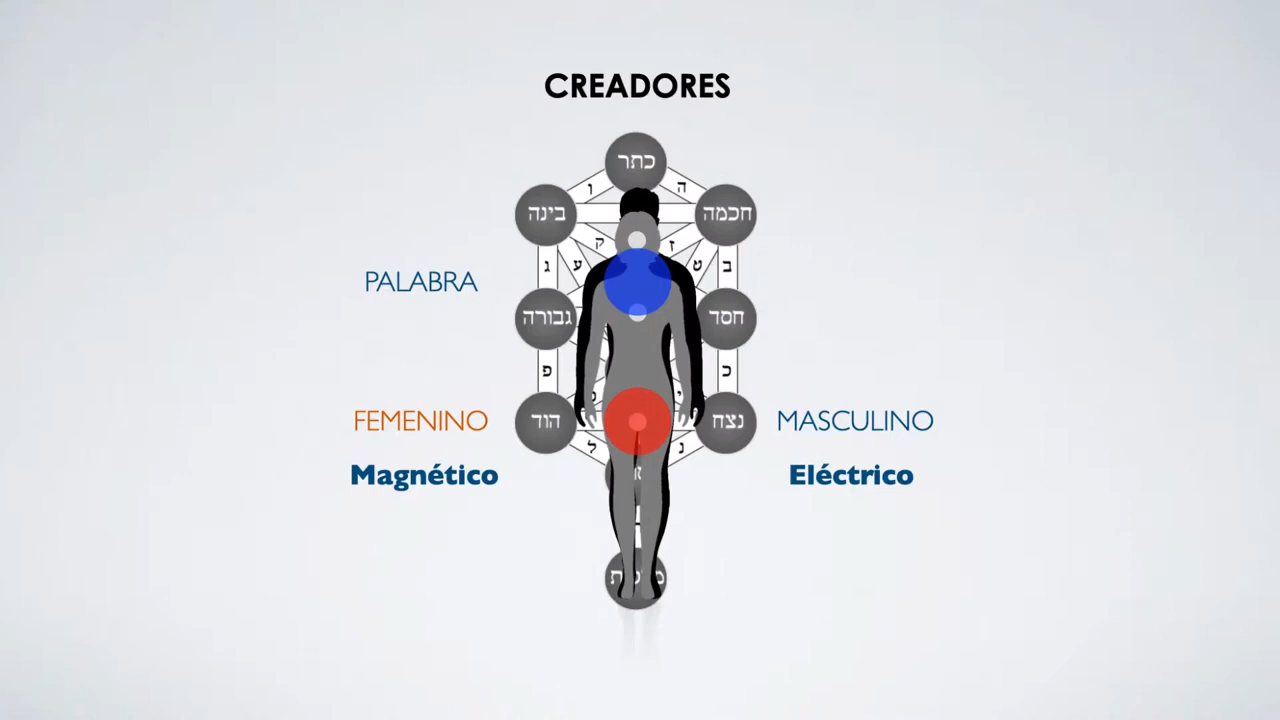 CREADORES
כתר
ו
ה
בינה
חכמה
ק
ז
ג
ע
ט
ב
PALABRA
גבורה
חסד
פ
כ
FEMENINO
הוד
נצח
MASCULINO
ל
נ
Magnético
Eléctrico